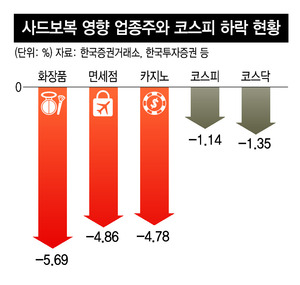 사드보복 영향 업종주와 코스피 하락 현황
(단위: %) 자료: 한국증권거래소, 한국투자증권 등
0
화장품 면세점 카지노 코스피 코스닥
-1.14 -1.35
-4.86 -4.78
-5.69